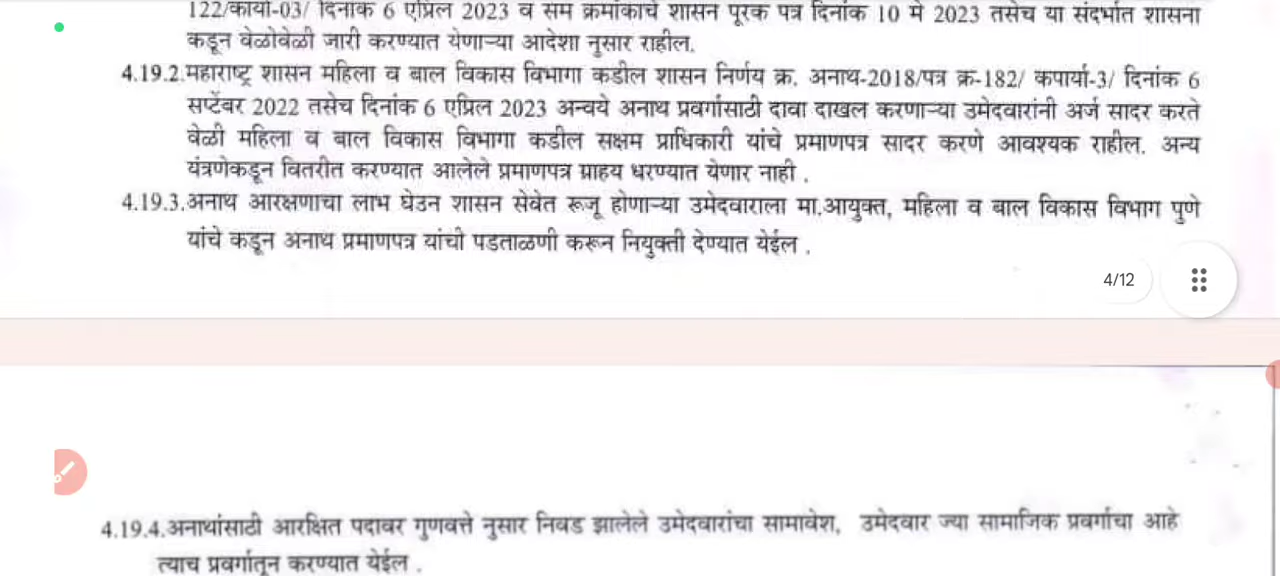 122/कार्या-03/ दिनांक 6 एप्रिल 2023 व सम क्रमांकाचे शासन पूरक पत्र दिनांक 10 मे 2023 तसेच या संदर्भात शासना
कडून वेळोवेळी जारी करण्यात येणाऱ्या आदेशा नुसार राहील.
4.19.2.महाराष्ट्र शासन महिला व बाल विकास विभागा कडील शासन निर्णय क्र. अनाथ-2018/पत्र क्र-182/ कपार्या-3/ दिनांक 6
सप्टेंबर 2022 तसेच दिनांक 6 एप्रिल 2023 अन्वये अनाथ प्रवर्गासाठी दावा दाखल करणाऱ्या उमेदवारांनी अर्ज सादर करते
वेळी महिला व बाल विकास विभागा कडील सक्षम प्राधिकारी यांचे प्रमाणपत्र सादर करणे आवश्यक राहील. अन्य
यंत्रणेकडून वितरीत करण्यात आलेले प्रमाणपत्र ग्राहय धरण्यात येणार नाही .
4.19.3.अनाथ आरक्षणाचा लाभ घेउन शासन सेवेत रूजू होणाऱ्या उमेदवाराला मा.आयुक्त, महिला व बाल विकास विभाग पुणे
यांचे कडून अनाथ प्रमाणपत्र यांची पडताळणी करून नियुक्ती देण्यात येईल .
4/12
4.19.4.अनाथांसाठी आरक्षित पदावर गुणवत्ते नुसार निवड झालेले उमेदवारांचा सामावेश, उमेदवार ज्या सामाजिक प्रवर्गाचा आहे
त्याच प्रवर्गातून करण्यात येईल .